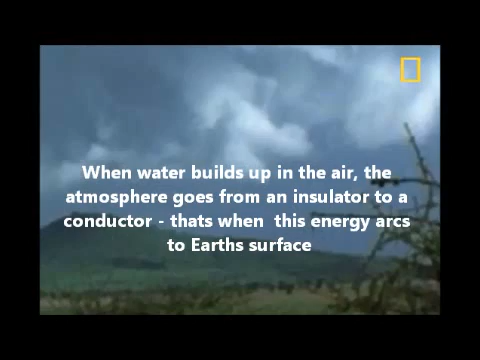 When water builds up in the air, the
atmosphere goes from an insulator to a
conductor - thats when  this energy arcs
to Earths surface